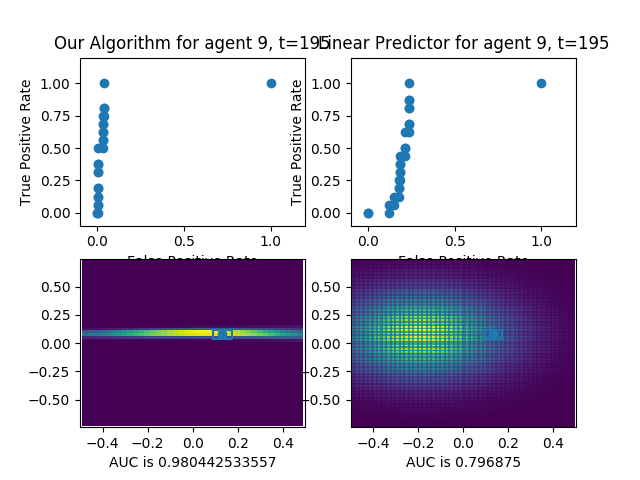 Our Algorithm for agent 9, t=195
Linear Predictor for agent 9, t=195
True Positive Rate
1.00
0.75
0.50
0.25
0.00
0.0 0.5 1.0
False Positive Rate
True Positive Rate
1.00
0.75
0.50
0.25
0.00
0.0 0.5 1.0
False Positive Rate
0.50
0.25
0.00
−0.25
−0.50
−0.4 −0.2 0.0 0.2 0.4
AUC is 0.980442533557
0.50
0.25
0.00
−0.25
−0.50
−0.4 −0.2 0.0 0.2 0.4
AUC is 0.796875